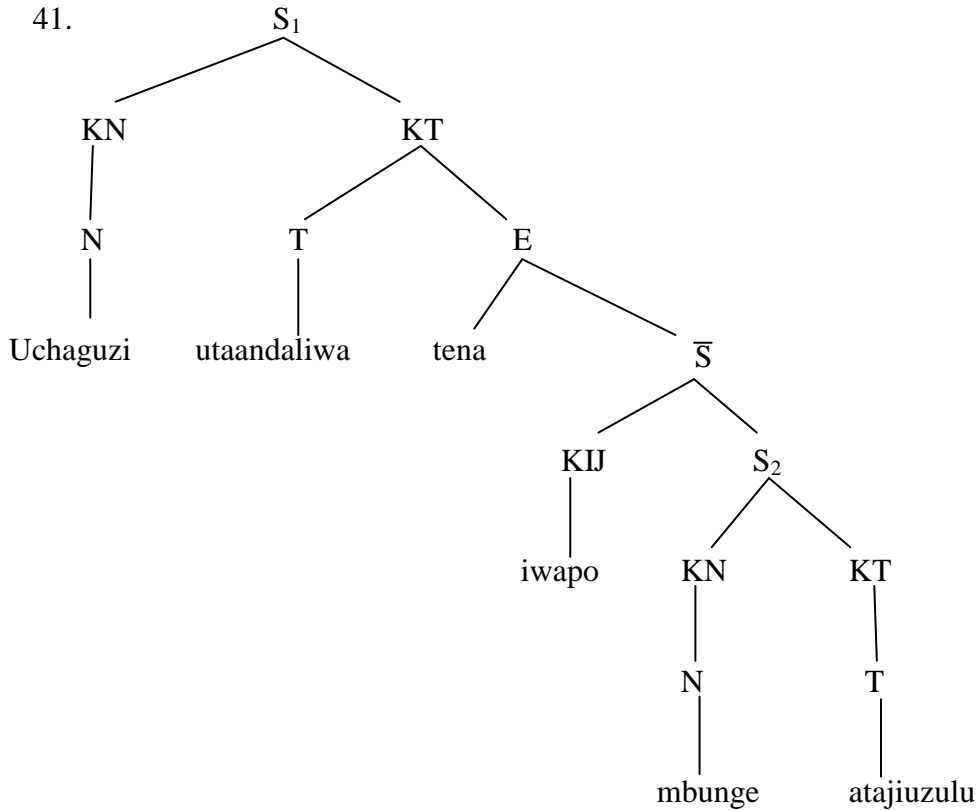 41. S₁
KN KT
N T E
Uchaguzi utaandaliwa tena S̅
KIJ S₂
iwapo KN KT
N T
mbunge atajiuzulu